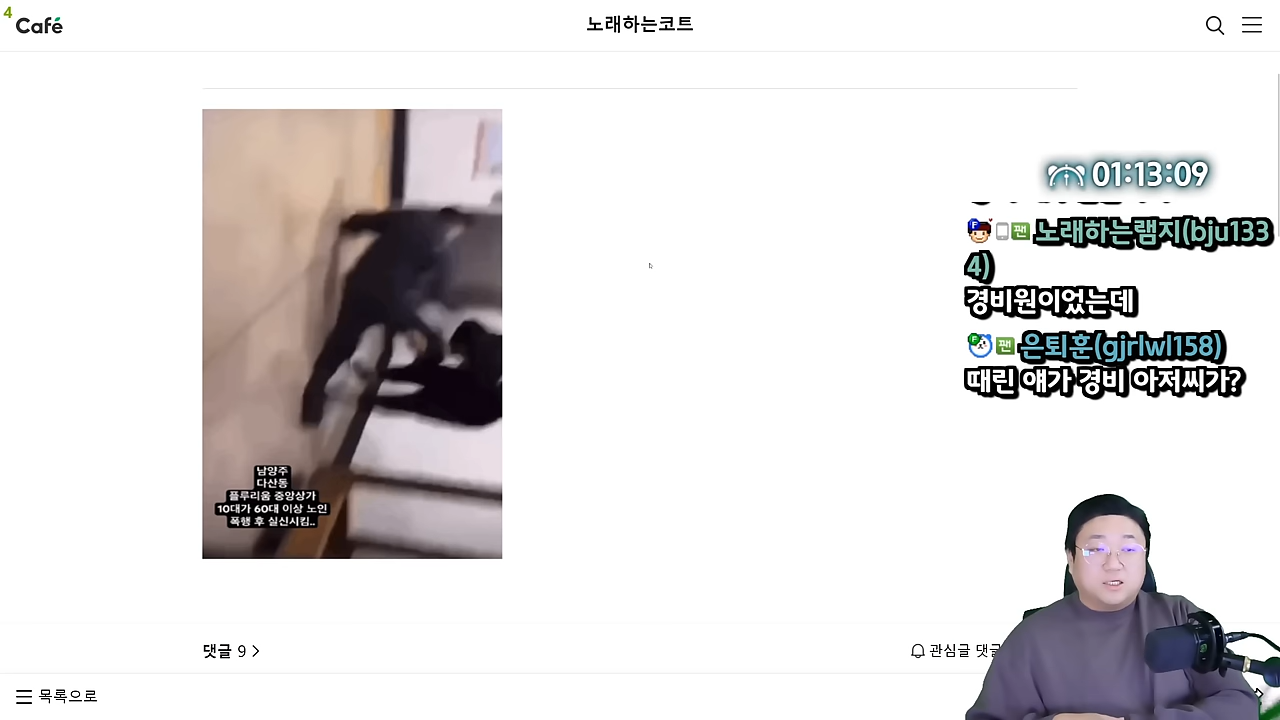 4
Café
노래하는코트
01:13:09
팬 노래하는램지(bju133
4)
경비원이었는데
팬 은퇴훈(gjrlwl158)
때린 얘가 경비 아저씨가?
남양주
다산동
플루리움 중앙상가
10대가 60대 이상 노인
폭행 후 실신시킴..
댓글 9
관심글 댓글
목록으로